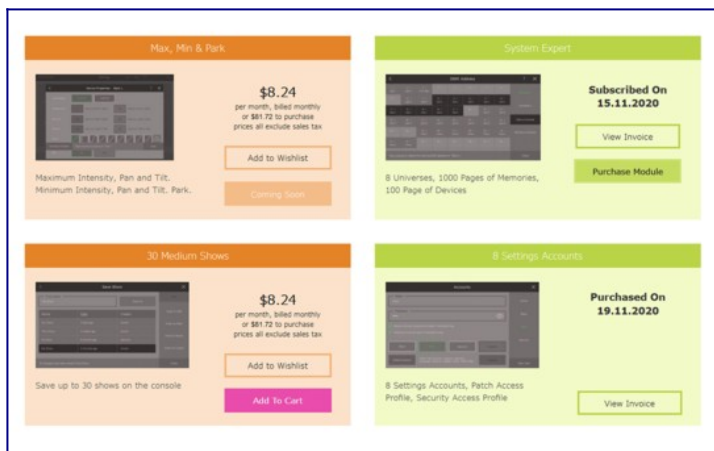 Max, Min & Park
$8.24
per month, billed monthly
or $81.72 to purchase
prices all exclude sales tax
Add to Wishlist
Coming Soon
Maximum Intensity, Pan and Tilt.
Minimum Intensity, Pan and Tilt. Park.
System Expert
Subscribed On
15.11.2020
View Invoice
Purchase Module
8 Universes, 1000 Pages of Memories,
100 Page of Devices
30 Medium Shows
$8.24
per month, billed monthly
or $81.72 to purchase
prices all exclude sales tax
Add to Wishlist
Add To Cart
Save up to 30 shows on the console
8 Settings Accounts
Accounts
Purchased On
19.11.2020
View Invoice
8 Settings Accounts, Patch Access
Profile, Security Access Profile